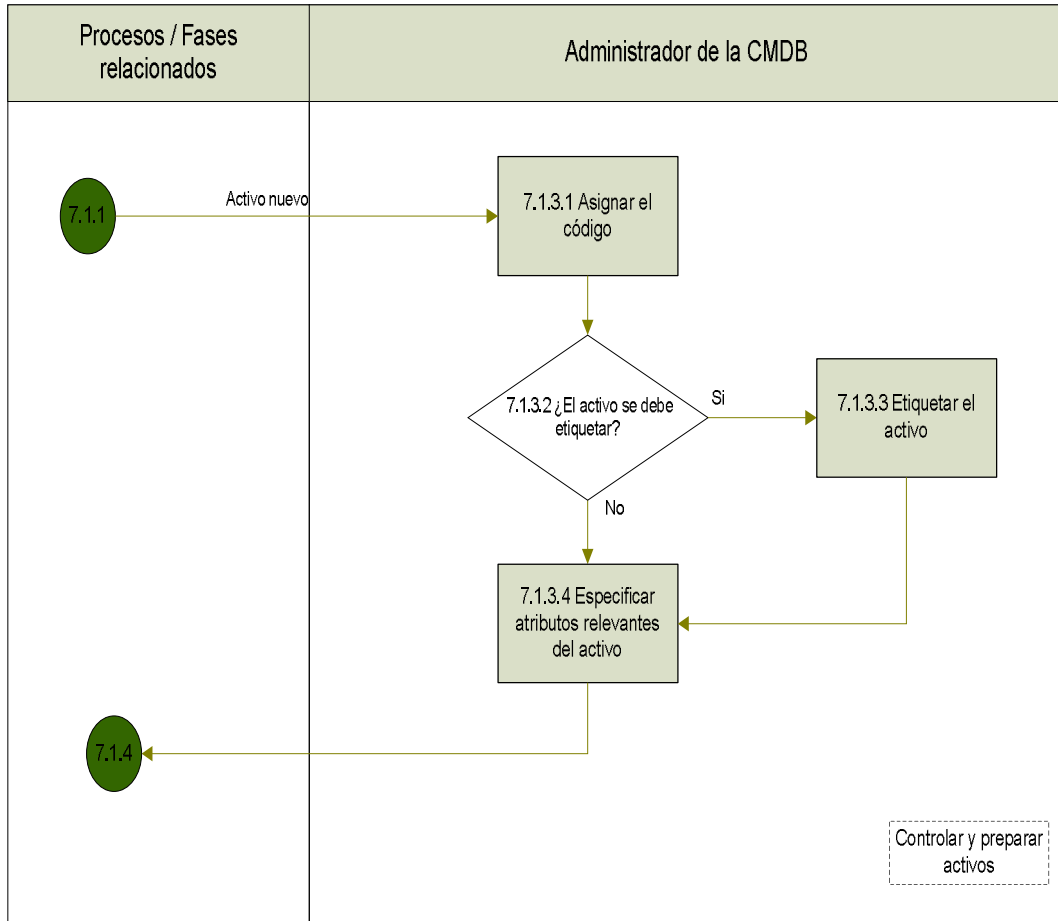 Procesos / Fases
relacionados
Administrador de la CMDB
7.1.1
Activo nuevo
7.1.3.1 Asignar el
código
7.1.3.2 ¿El activo se debe
etiquetar?
Si
7.1.3.3 Etiquetar el
activo
No
7.1.3.4 Especificar
atributos relevantes
del activo
7.1.4
Controlar y preparar
activos